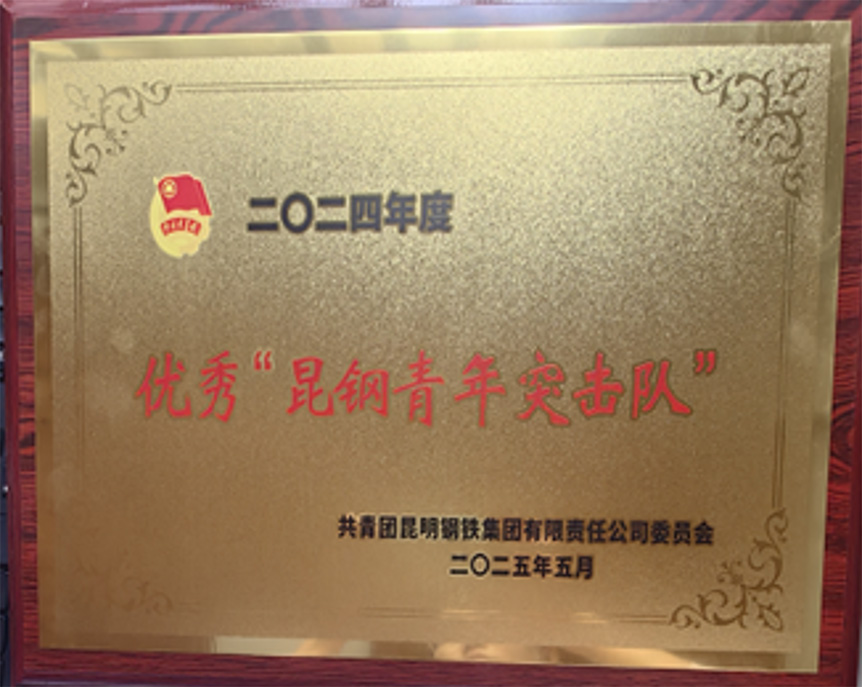 二〇二四年度
优秀“昆钢青年突击队”
共青团昆明钢铁集团有限责任公司委员会
二〇二五年五月